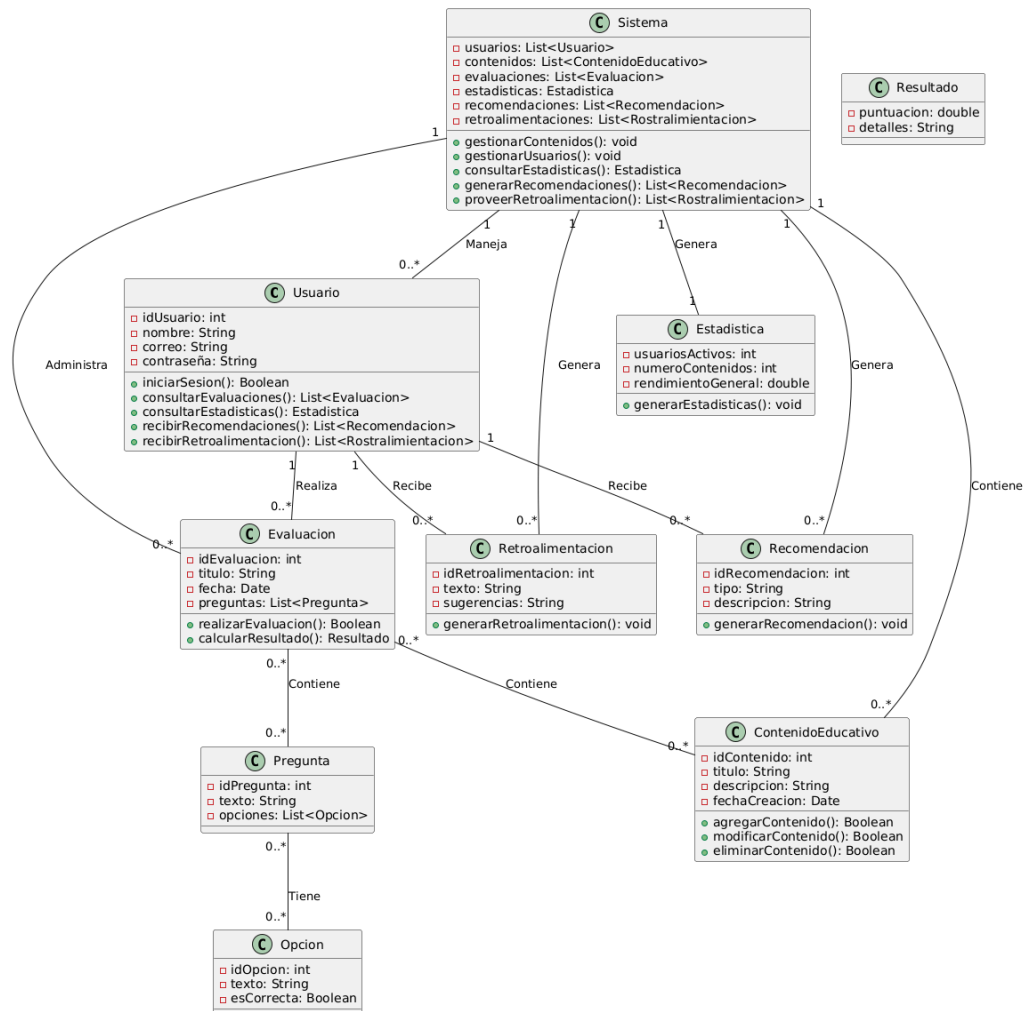 C Sistema
usuarios: List<Usuario>
contenidos: List<ContenidoEducativo>
evaluaciones: List<Evaluacion>
estadisticas: Estadistica
recomendaciones: List<Recomendacion>
retroalimentaciones: List<Rostralimientacion>
gestionarContenidos(): void
gestionarUsuarios(): void
consultarEstadisticas(): Estadistica
generarRecomendaciones(): List<Recomendacion>
proveerRetroalimentacion(): List<Rostralimientacion>
C Resultado
puntuacion: double
detalles: String
1
1
1
1
1
1
Maneja
Genera
0..*
1
C Usuario
idUsuario: int
nombre: String
correo: String
contraseña: String
iniciarSesion(): Boolean
consultarEvaluaciones(): List<Evaluacion>
consultarEstadisticas(): Estadistica
recibirRecomendaciones(): List<Recomendacion>
recibirRetroalimentacion(): List<Rostralimientacion>
C Estadistica
usuariosActivos: int
numeroContenidos: int
rendimientoGeneral: double
generarEstadisticas(): void
Administra
Genera
Genera
1
1
1
Realiza
Recibe
Recibe
Contiene
0..*
0..*
0..*
0..*
0..*
0..*
C Evaluacion
idEvaluacion: int
titulo: String
fecha: Date
preguntas: List<Pregunta>
realizarEvaluacion(): Boolean
calcularResultado(): Resultado
C Retroalimentacion
idRetroalimentacion: int
texto: String
sugerencias: String
generarRetroalimentacion(): void
C Recomendacion
idRecomendacion: int
tipo: String
descripcion: String
generarRecomendacion(): void
0..*
0..*
Contiene
Contiene
0..*
0..*
0..*
C Pregunta
idPregunta: int
texto: String
opciones: List<Opcion>
C ContenidoEducativo
idContenido: int
titulo: String
descripcion: String
fechaCreacion: Date
agregarContenido(): Boolean
modificarContenido(): Boolean
eliminarContenido(): Boolean
0..*
Tiene
0..*
C Opcion
idOpcion: int
texto: String
esCorrecta: Boolean